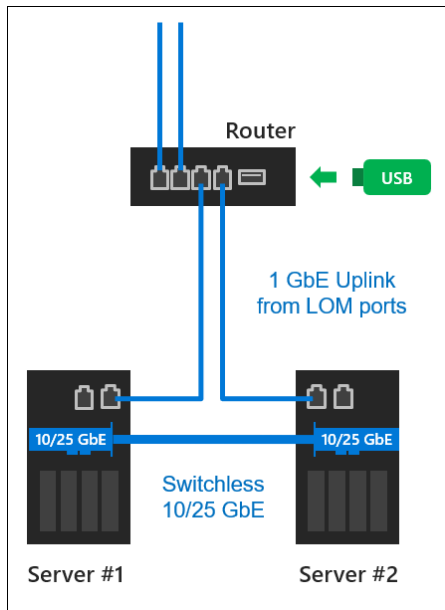 Router
USB
1 GbE Uplink
from LOM ports
10/25 GbE
10/25 GbE
Switchless
10/25 GbE
Server #1
Server #2